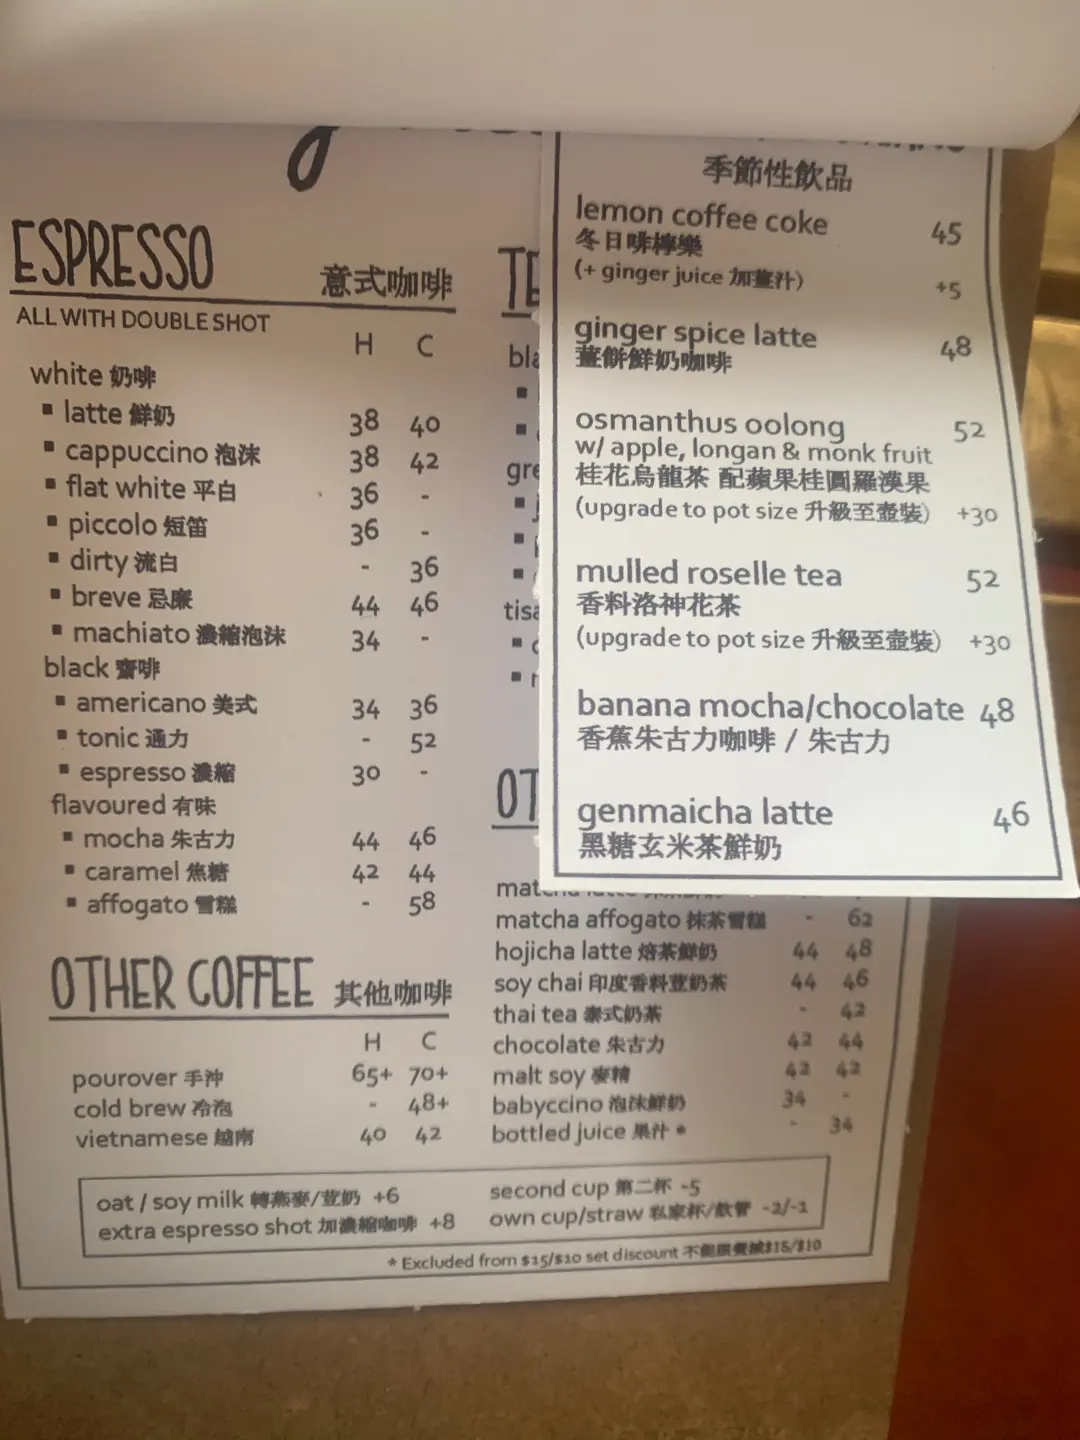 ESPRESSO 意式咖啡
ALL WITH DOUBLE SHOT
H C
white 奶啡
▪ latte 鮮奶 38 40
▪ cappuccino 泡沫 38 42
▪ flat white 平白 36 -
▪ piccolo 短笛 36 -
▪ dirty 流白 - 36
▪ breve 忌廉 44 46
▪ machiato 濃縮泡沫 34 -
black 齋啡
▪ americano 美式 34 36
▪ tonic 通力 - 52
▪ espresso 濃縮 30 -
flavoured 有味
▪ mocha 朱古力 44 46
▪ caramel 焦糖 42 44
▪ affogato 雪糕 - 58
OTHER COFFEE 其他咖啡
H C
pourover 手沖 65+ 70+
cold brew 冷泡 - 48+
vietnamese 越南 40 42
季節性飲品
lemon coffee coke 45
冬日啡檸樂
(+ ginger juice 加薑汁) +5
ginger spice latte 48
薑餅鮮奶咖啡
osmanthus oolong 52
w/ apple, longan & monk fruit
桂花烏龍茶 配蘋果桂圓羅漢果
(upgrade to pot size 升級至壺裝) +30
mulled roselle tea 52
香料洛神花茶
(upgrade to pot size 升級至壺裝) +30
banana mocha/chocolate 48
香蕉朱古力咖啡 / 朱古力
genmaicha latte 46
黑糖玄米茶鮮奶
matcha affogato 抹茶雪糕 - 62
hojicha latte 焙茶鮮奶 44 48
soy chai 印度香料荳奶茶 44 46
thai tea 泰式奶茶 - 42
chocolate 朱古力 42 44
malt soy 麥精 42 42
babyccino 泡沫鮮奶 34 -
bottled juice 果汁 * - 34
oat / soy milk 轉燕麥/荳奶 +6
extra espresso shot 加濃縮咖啡 +8
second cup 第二杯 -5
own cup/straw 私家杯/飲管 -2/-1
* Excluded from $15/$10 set discount 不能跟餐減$15/$10